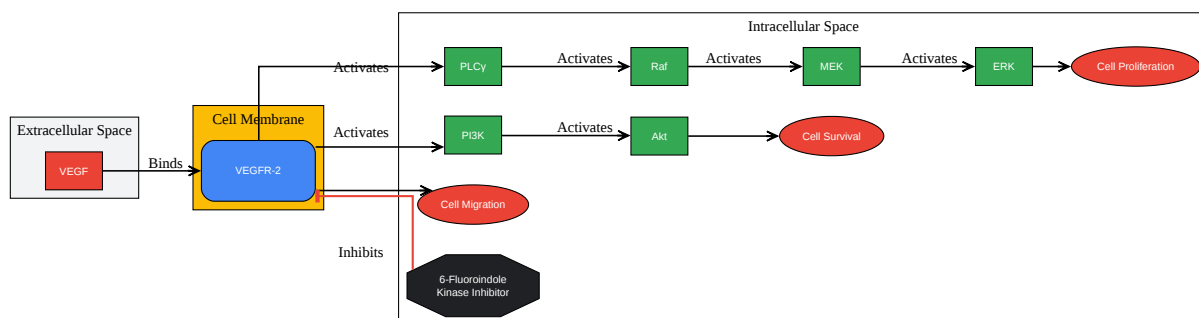 Intracellular Space
PLCγ
Activates
Raf
Activates
MEK
Activates
ERK
Cell Proliferation
Activates
Cell Membrane
Extracellular Space
VEGF
Binds
VEGFR-2
Activates
PI3K
Activates
Akt
Cell Survival
Cell Migration
Inhibits
6-Fluoroindole
Kinase Inhibitor